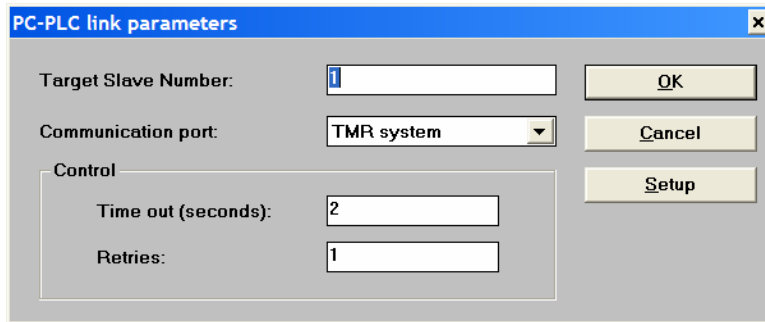 PC-PLC link parameters
Target Slave Number: 1 OK
Communication port: TMR system Cancel
Control
Setup
Time out (seconds): 2
Retries: 1